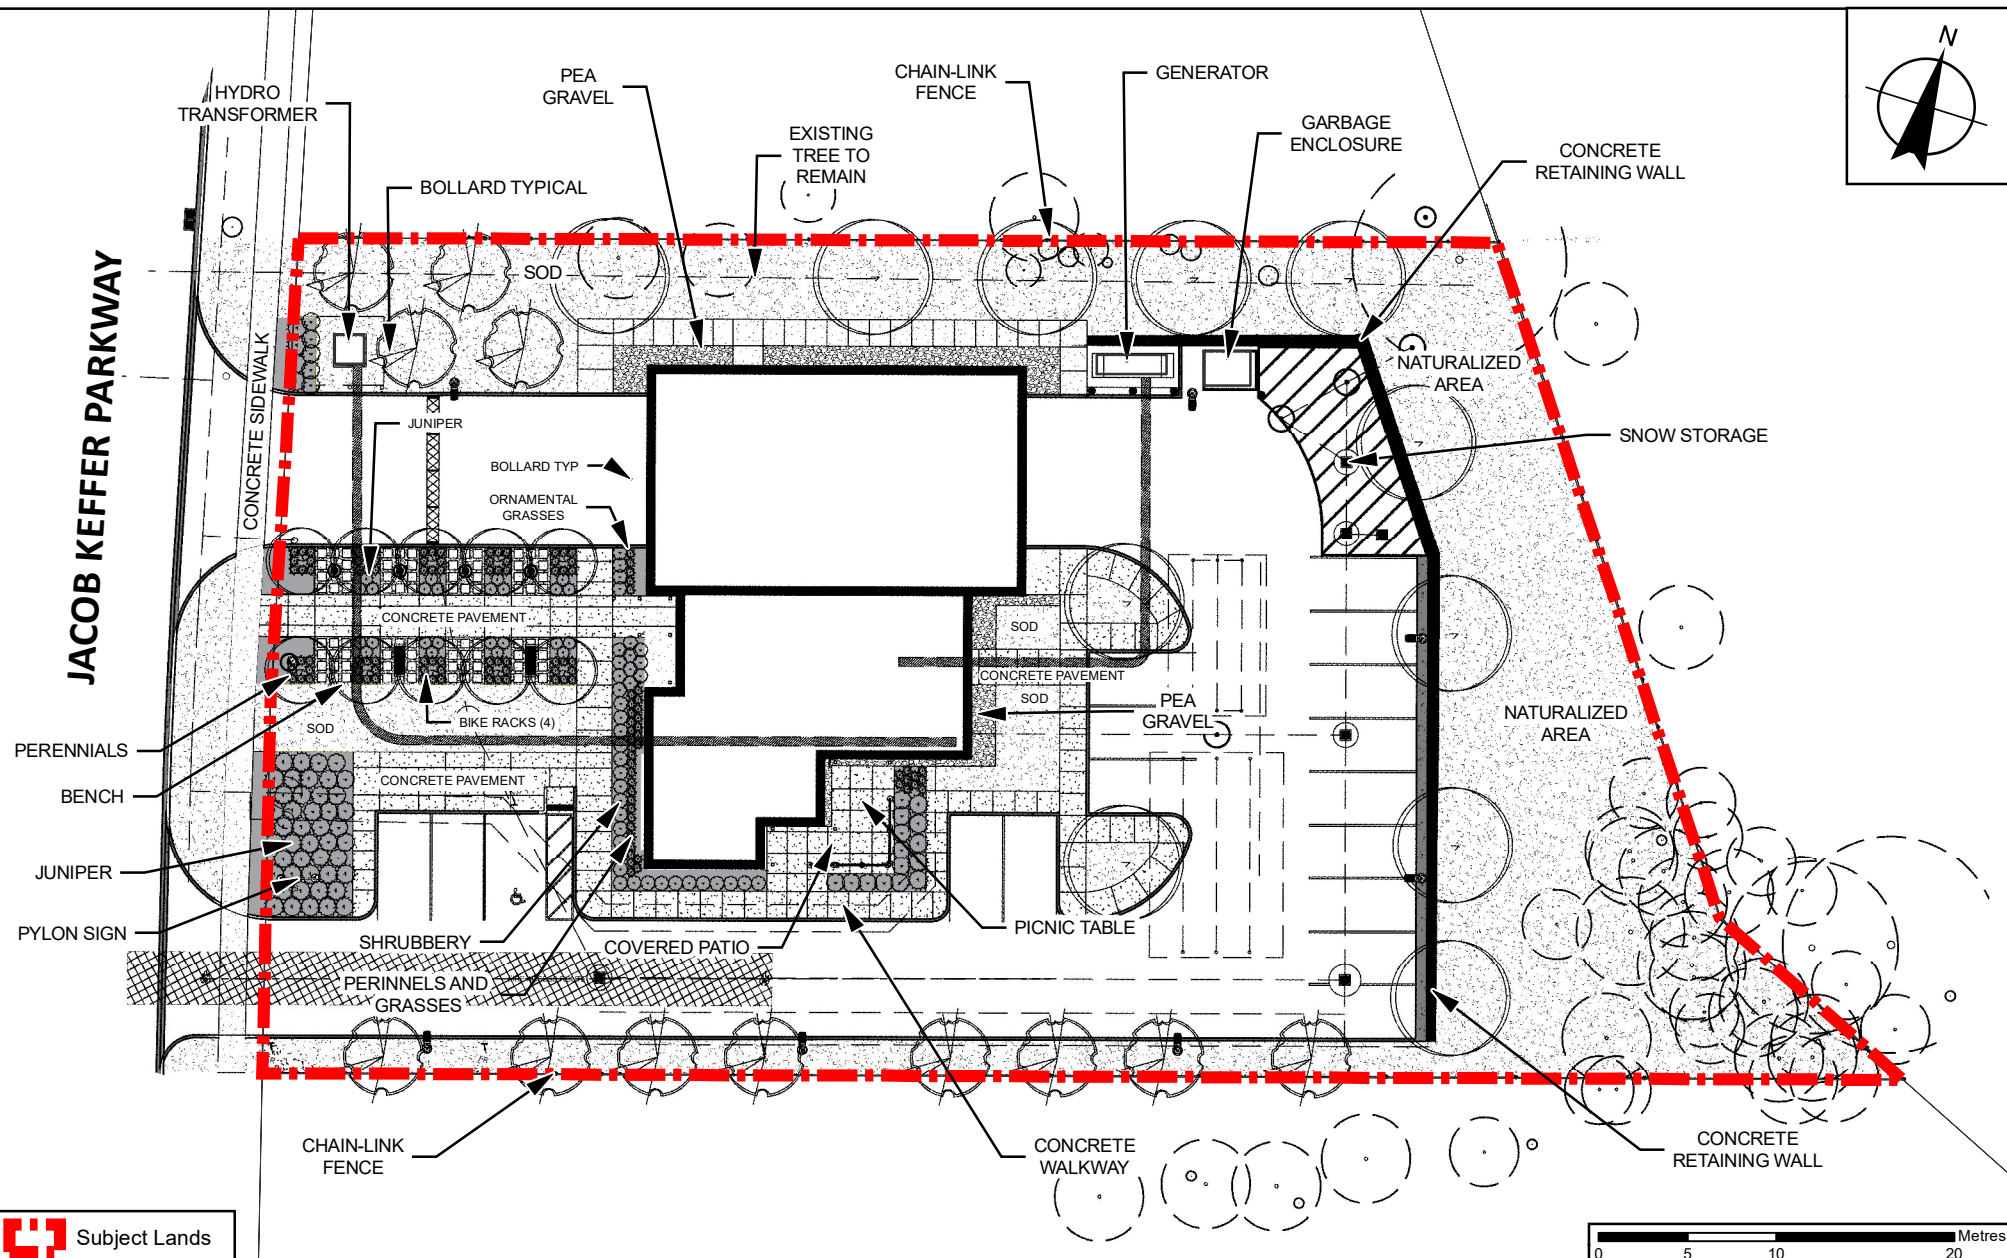 N
HYDRO
TRANSFORMER
PEA
GRAVEL
CHAIN-LINK
FENCE
GENERATOR
EXISTING
TREE TO
REMAIN
GARBAGE
ENCLOSURE
CONCRETE
RETAINING WALL
BOLLARD TYPICAL
SOD
JACOB KEFFER PARKWAY
CONCRETE SIDEWALK
NATURALIZED
AREA
JUNIPER
SNOW STORAGE
BOLLARD TYP
ORNAMENTAL
GRASSES
CONCRETE PAVEMENT
SOD
CONCRETE PAVEMENT
SOD
PEA
GRAVEL
NATURALIZED
AREA
BIKE RACKS (4)
SOD
PERENNIALS
CONCRETE PAVEMENT
BENCH
JUNIPER
PYLON SIGN
SHRUBBERY
COVERED PATIO
PICNIC TABLE
PERINNELS AND
GRASSES
CHAIN-LINK
FENCE
CONCRETE
WALKWAY
CONCRETE
RETAINING WALL
Subject Lands
Metres
0 5 10 20